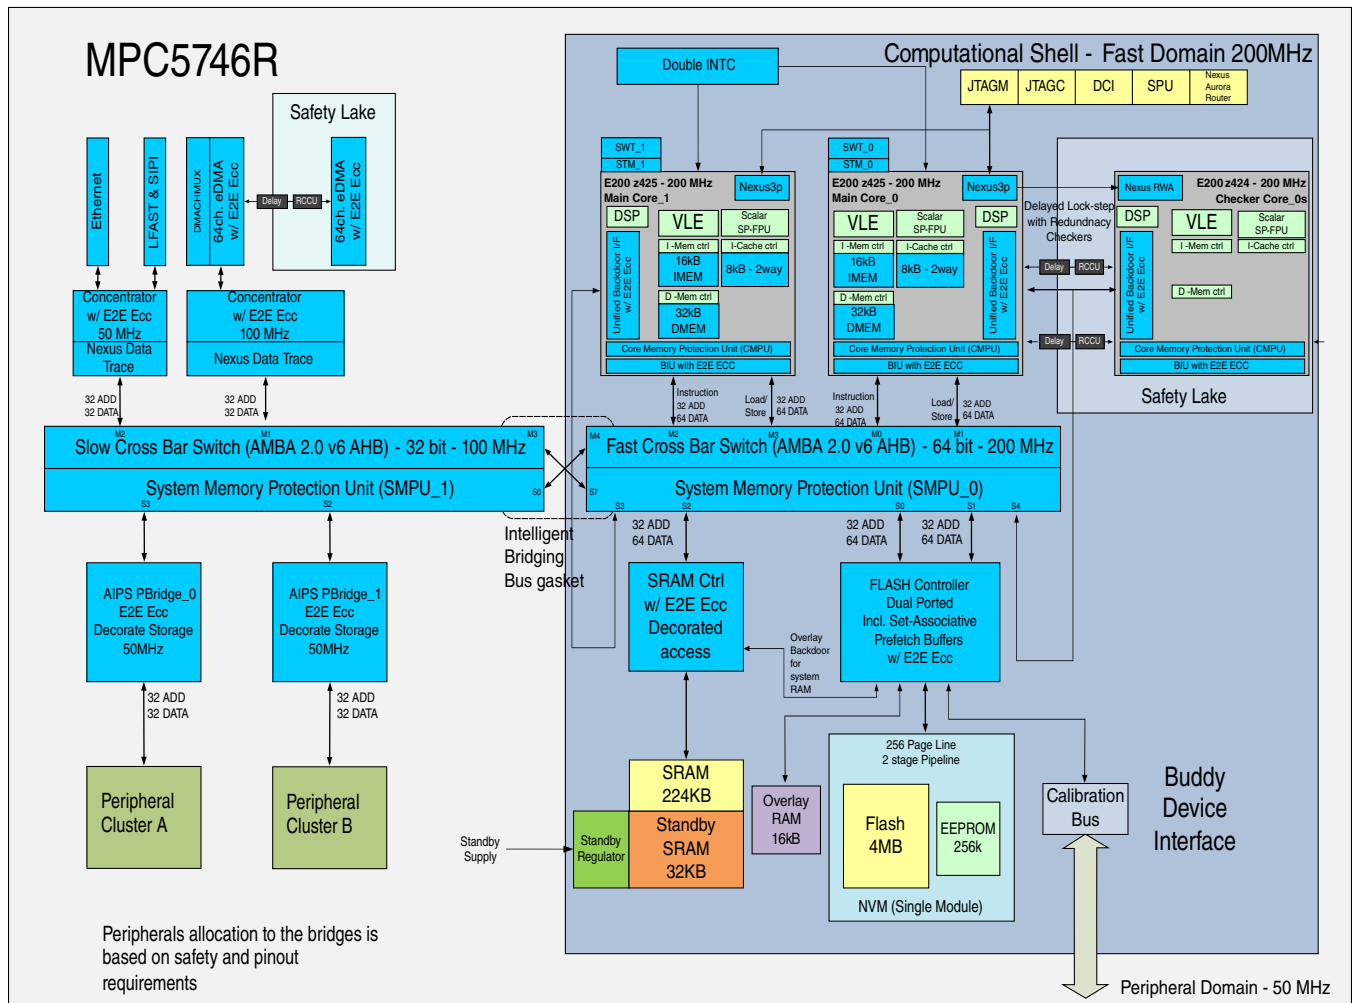 MPC5746R
Computational Shell - Fast Domain 200MHz
Double INTC
JTAGM
JTAGC
DCI
SPU
Nexus
Aurora
Router
Safety Lake
Ethernet
LFAST & SIPI
DMACHMUX
64ch. eDMA
w/ E2E Ecc
Delay
RCCU
64ch. eDMA
w/ E2E Ecc
Concentrator
w/ E2E Ecc
50 MHz
Nexus Data
Trace
Concentrator
w/ E2E Ecc
100 MHz
Nexus Data Trace
32 ADD
32 DATA
32 ADD
32 DATA
SWT_1
STM_1
E200 z425 - 200 MHz
Main Core_1
Nexus3p
DSP
VLE
Scalar
SP-FPU
I -Mem ctrl
I-Cache ctrl
16kB
IMEM
8kB - 2way
D -Mem ctrl
32kB
DMEM
Unified Backdoor I/F
w/ E2E Ecc
Core Memory Protection Unit (CMPU)
BIU with E2E ECC
SWT_0
STM_0
E200 z425 - 200 MHz
Main Core_0
Nexus3p
VLE
Scalar
SP-FPU
DSP
I -Mem ctrl
I-Cache ctrl
16kB
IMEM
8kB - 2way
D -Mem ctrl
32kB
DMEM
Unified Backdoor I/F
w/ E2E Ecc
Core Memory Protection Unit (CMPU)
BIU with E2E ECC
Delayed Lock-step
with Redundnacy
Checkers
Delay
RCCU
Delay
RCCU
Nexus RWA
E200 z424 - 200 MHz
Checker Core_0s
DSP
VLE
Scalar
SP-FPU
I -Mem ctrl
I-Cache ctrl
D -Mem ctrl
Unified Backdoor I/F
w/ E2E Ecc
Core Memory Protection Unit (CMPU)
BIU with E2E ECC
Safety Lake
Instruction
32 ADD
64 DATA
Load/
Store
32 ADD
64 DATA
Instruction
32 ADD
64 DATA
Load/
Store
32 ADD
64 DATA
M2
M1
M3
Slow Cross Bar Switch (AMBA 2.0 v6 AHB) - 32 bit - 100 MHz
System Memory Protection Unit (SMPU_1)
S3
S2
S0
M4
M2
M3
M0
M1
Fast Cross Bar Switch (AMBA 2.0 v6 AHB) - 64 bit - 200 MHz
System Memory Protection Unit (SMPU_0)
S7
S3
S2
S0
S1
S4
Intelligent
Bridging
Bus gasket
32 ADD
64 DATA
32 ADD
64 DATA
32 ADD
64 DATA
AIPS PBridge_0
E2E Ecc
Decorate Storage
50MHz
AIPS PBridge_1
E2E Ecc
Decorate Storage
50MHz
SRAM Ctrl
w/ E2E Ecc
Decorated
access
Overlay
Backdoor
for
system
RAM
FLASH Controller
Dual Ported
Incl. Set-Associative
Prefetch Buffers
w/ E2E Ecc
32 ADD
32 DATA
32 ADD
32 DATA
Peripheral
Cluster A
Peripheral
Cluster B
Standby
Supply
Standby
Regulator
SRAM
224KB
Standby
SRAM
32KB
Overlay
RAM
16kB
256 Page Line
2 stage Pipeline
Flash
4MB
EEPROM
256k
NVM (Single Module)
Calibration
Bus
Buddy
Device
Interface
Peripherals allocation to the bridges is
based on safety and pinout
requirements
Peripheral Domain - 50 MHz